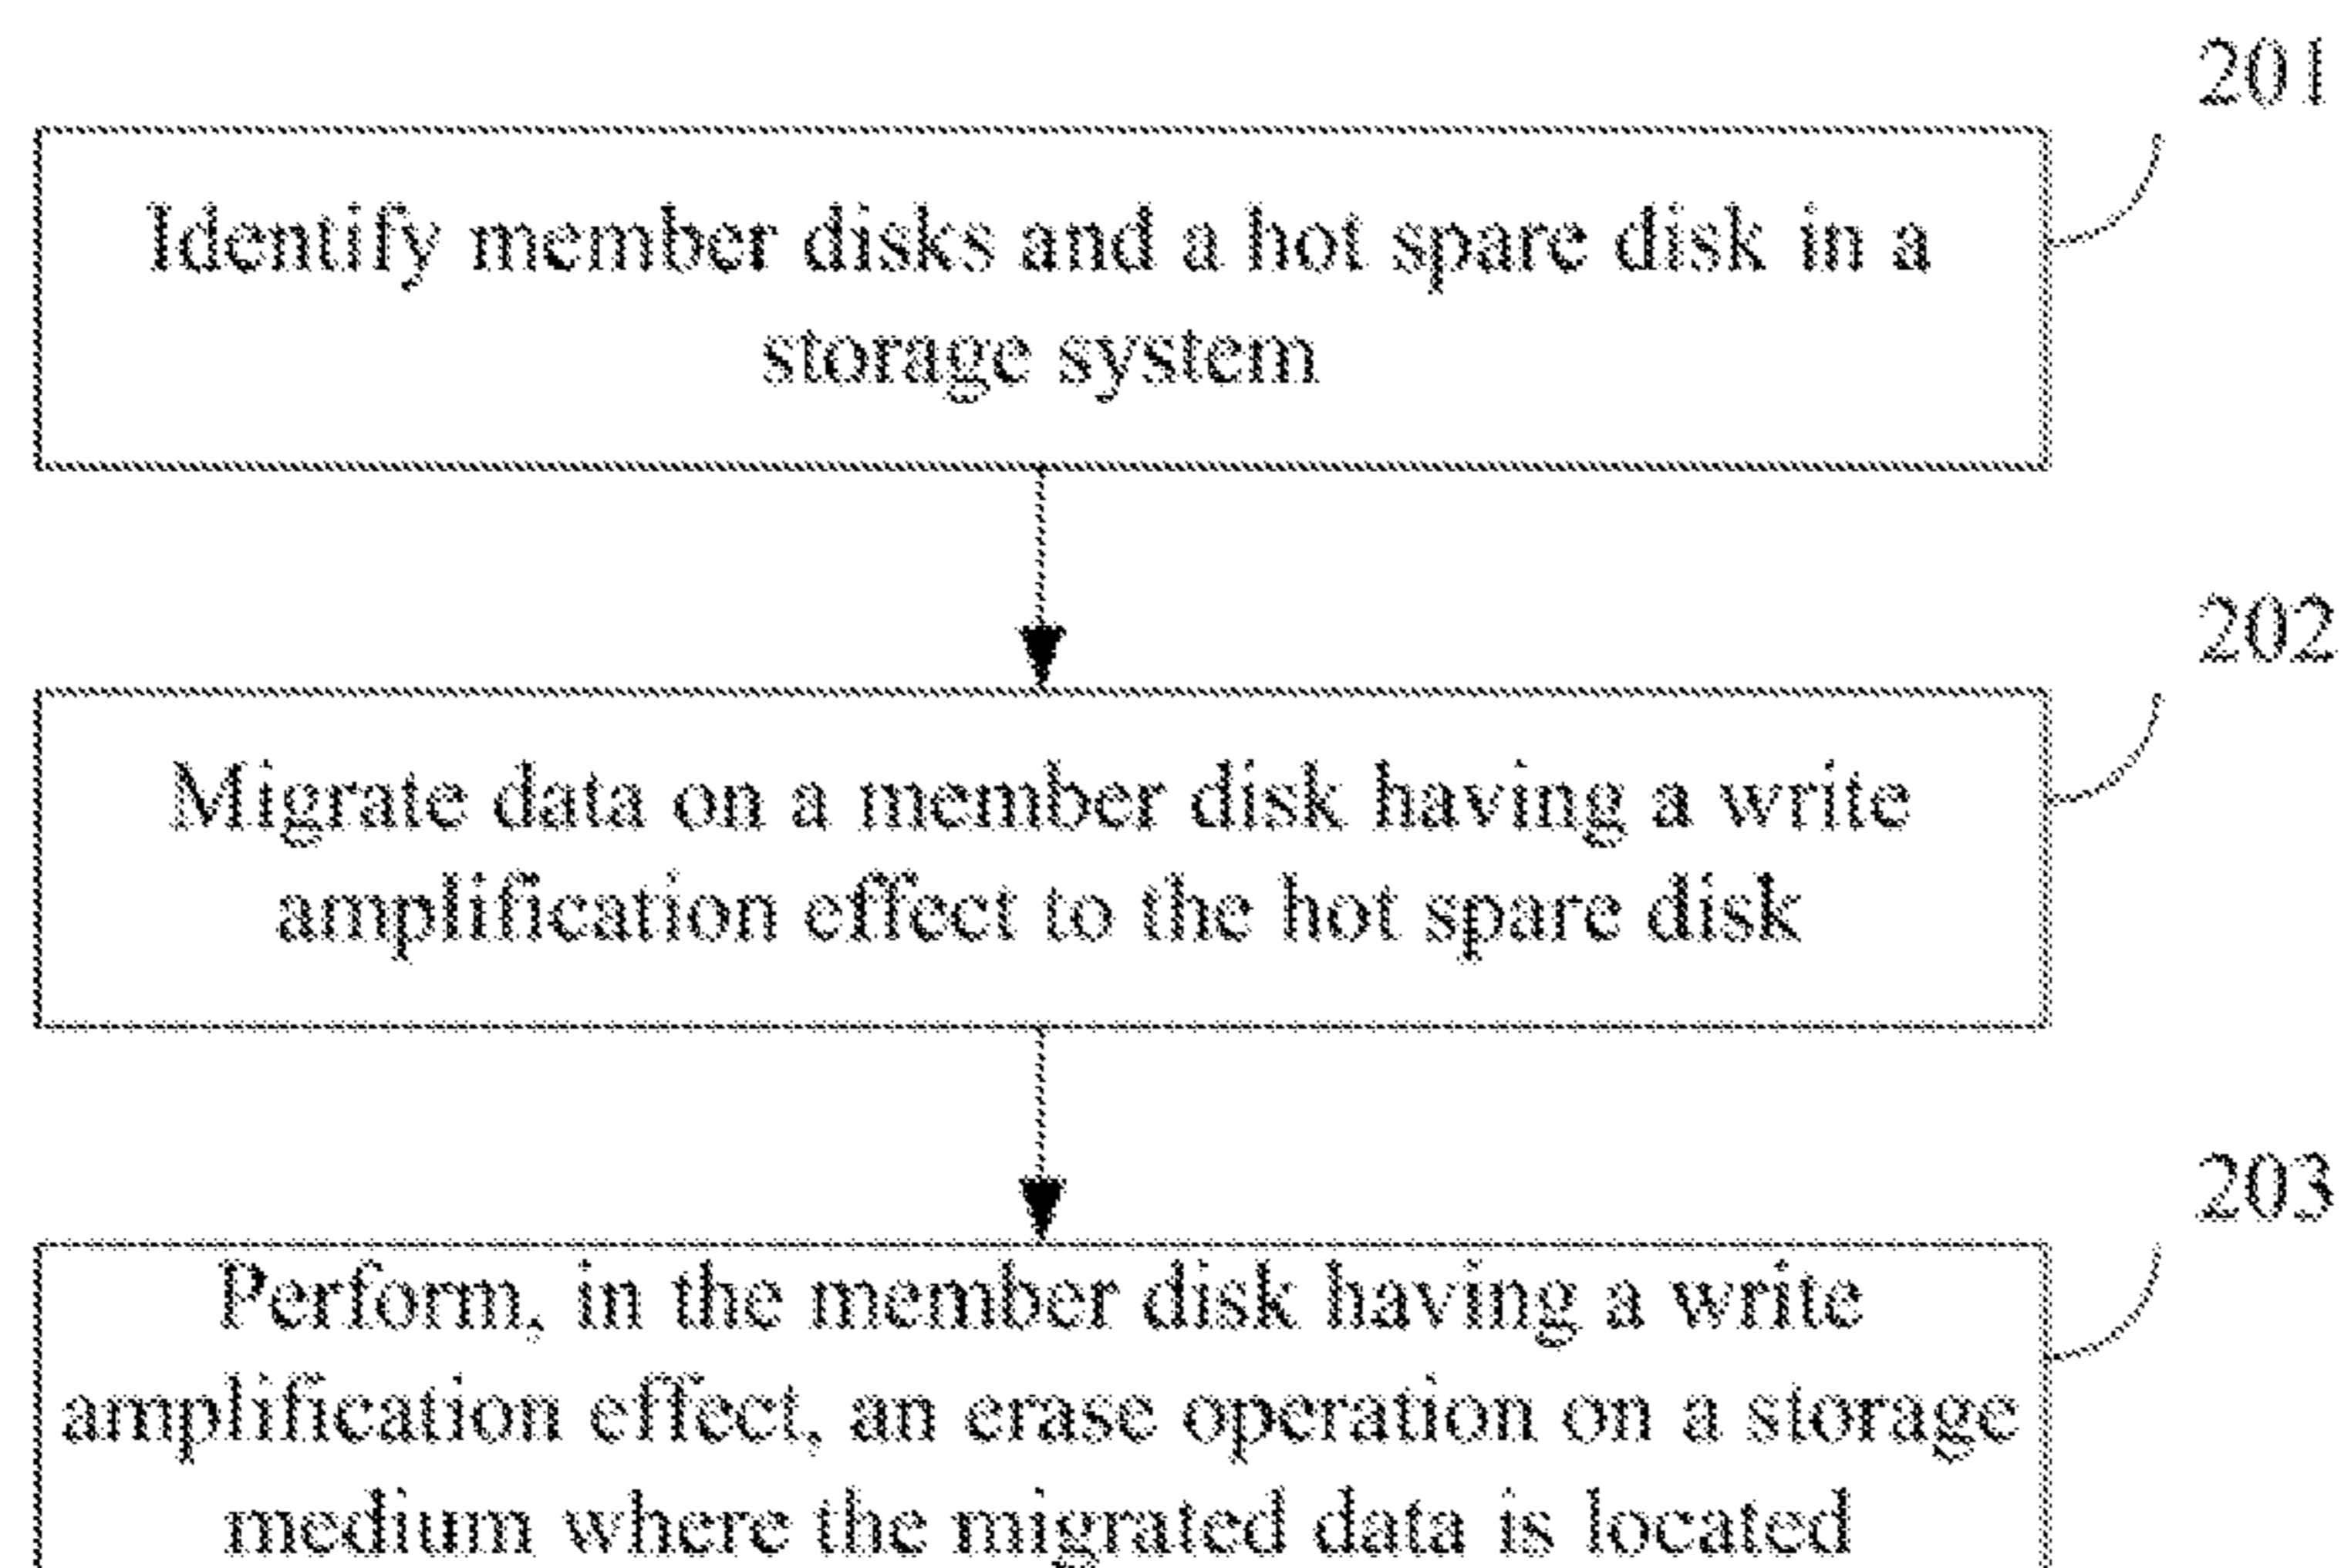 201
Identify member disks and a hot spare disk in a
storage system
202
Migrate data on a member disk having a write
amplification effect to the hot spare disk
203
Perform, in the member disk having a write
amplification effect, an erase operation on a storage
medium where the migrated data is located